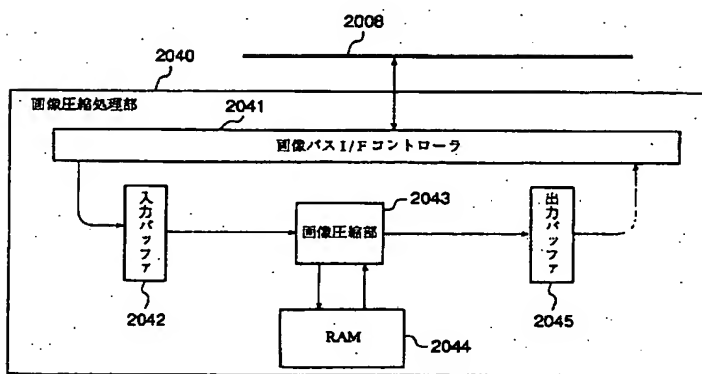 2008
2040
画像圧縮処理部
2041
画像バス I/F コントローラ
入力バッファ
2042
2043
画像圧縮部
出力バッファ
2045
RAM
2044